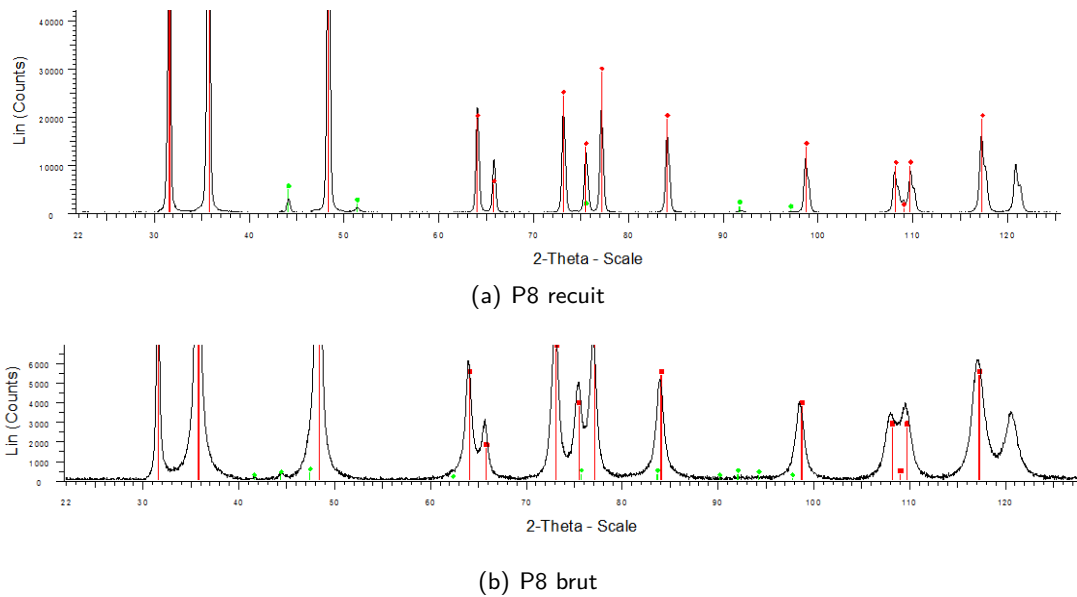 40000
30000
20000
10000
0
Lin (Counts)
22 30 40 50 60 70 80 90 100 110 120
2-Theta - Scale
(a) P8 recuit
6000
5000
4000
3000
2000
1000
0
Lin (Counts)
22 30 40 50 60 70 80 90 100 110 120
2-Theta - Scale
(b) P8 brut